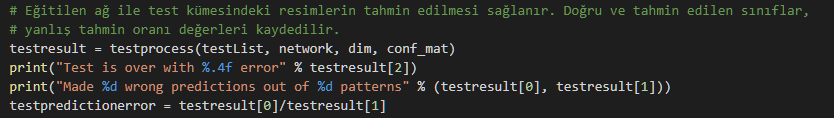 # Eğitilen ağ ile test kümesindeki resimlerin tahmin edilmesi sağlanır. Doğru ve tahmin edilen sınıflar,
# yanlış tahmin oranı değerleri kaydedilir.
testresult = testprocess(testList, network, dim, conf_mat)
print("Test is over with %.4f error" % testresult[2])
print("Made %d wrong predictions out of %d patterns" % (testresult[0], testresult[1]))
testpredictionerror = testresult[0]/testresult[1]